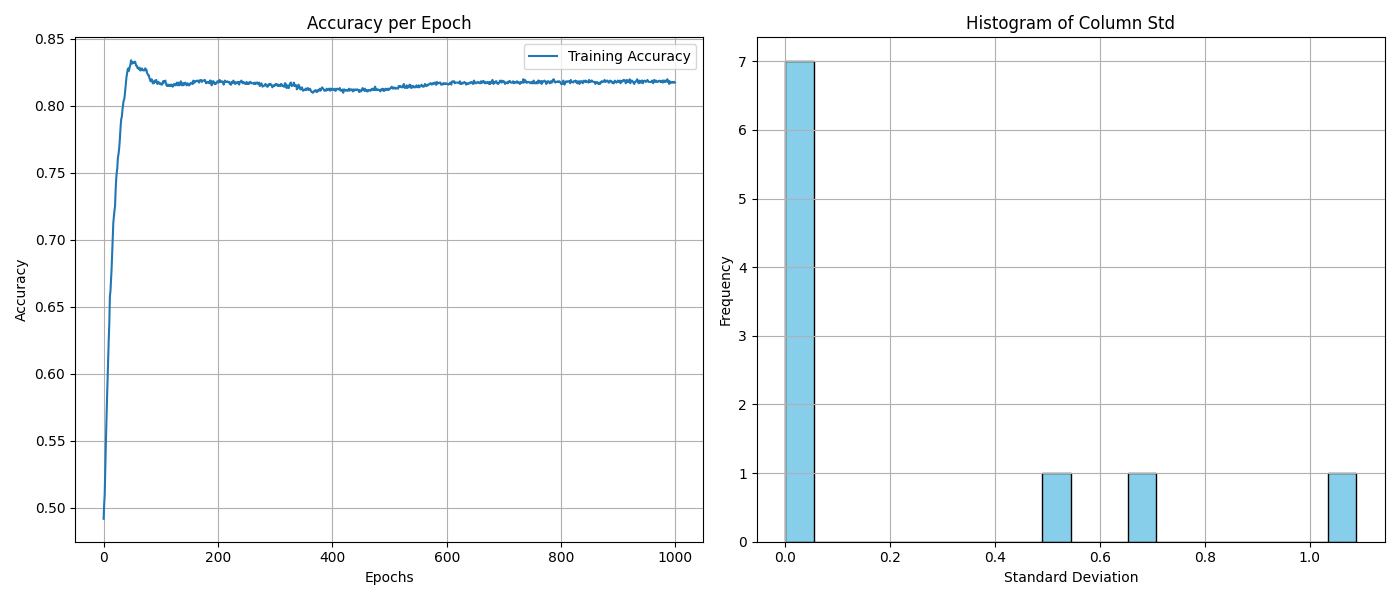 Accuracy per Epoch
Training Accuracy
0.85
0.80
0.75
0.70
0.65
0.60
0.55
0.50
Accuracy
0 200 400 600 800 1000
Epochs
Histogram of Column Std
7
6
5
4
3
2
1
0
Frequency
0.0 0.2 0.4 0.6 0.8 1.0
Standard Deviation